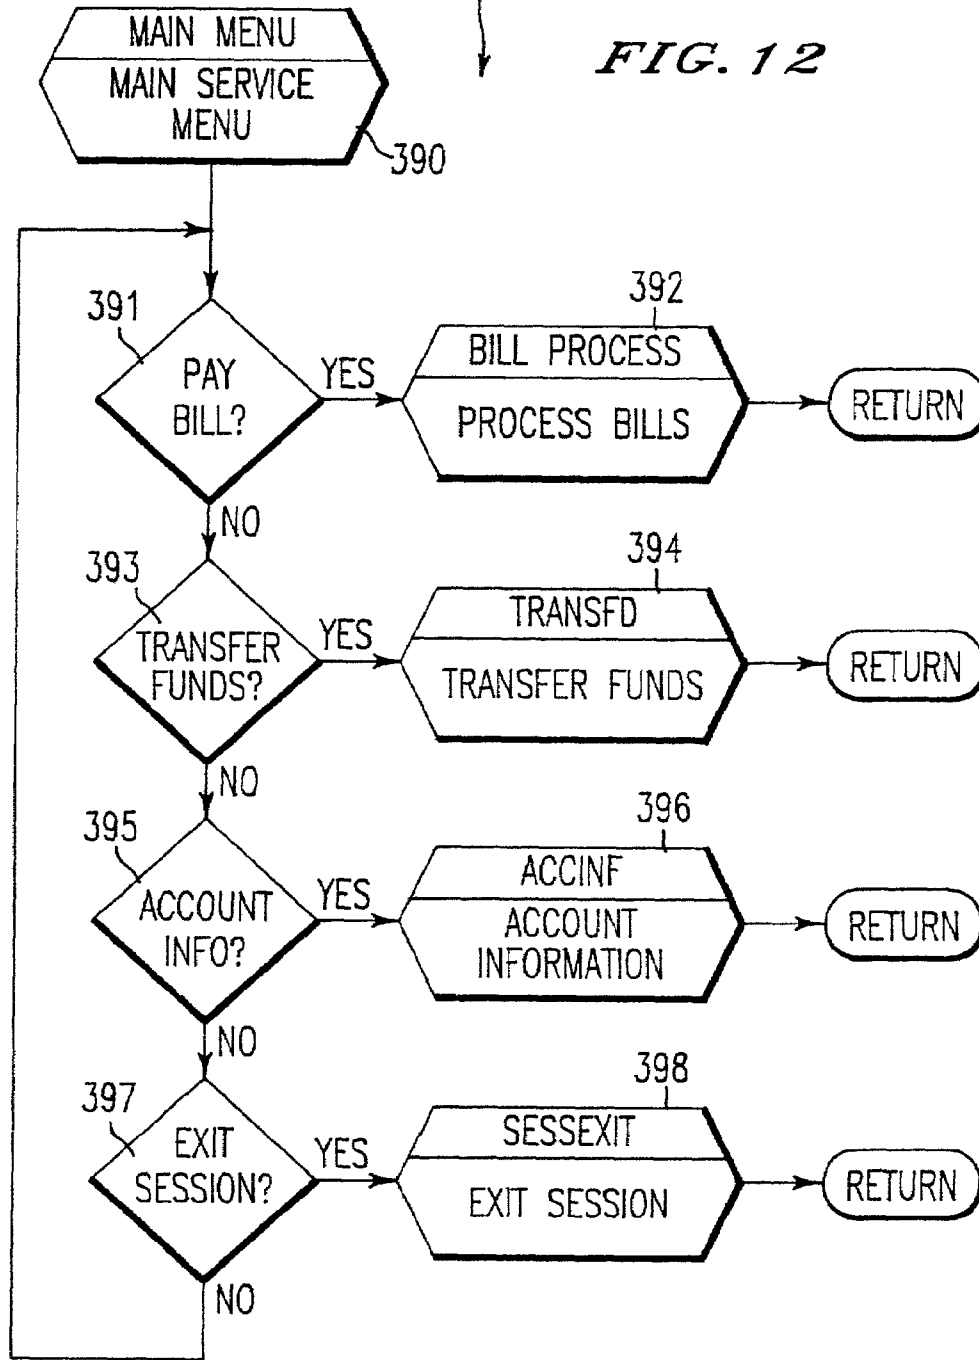 MAIN MENU
MAIN SERVICE
MENU
390
FIG. 12
391
PAY
BILL?
YES
392
BILL PROCESS
PROCESS BILLS
RETURN
NO
393
TRANSFER
FUNDS?
YES
394
TRANSFD
TRANSFER FUNDS
RETURN
NO
395
ACCOUNT
INFO?
YES
396
ACCINF
ACCOUNT
INFORMATION
RETURN
NO
397
EXIT
SESSION?
YES
398
SESSEXIT
EXIT SESSION
RETURN
NO